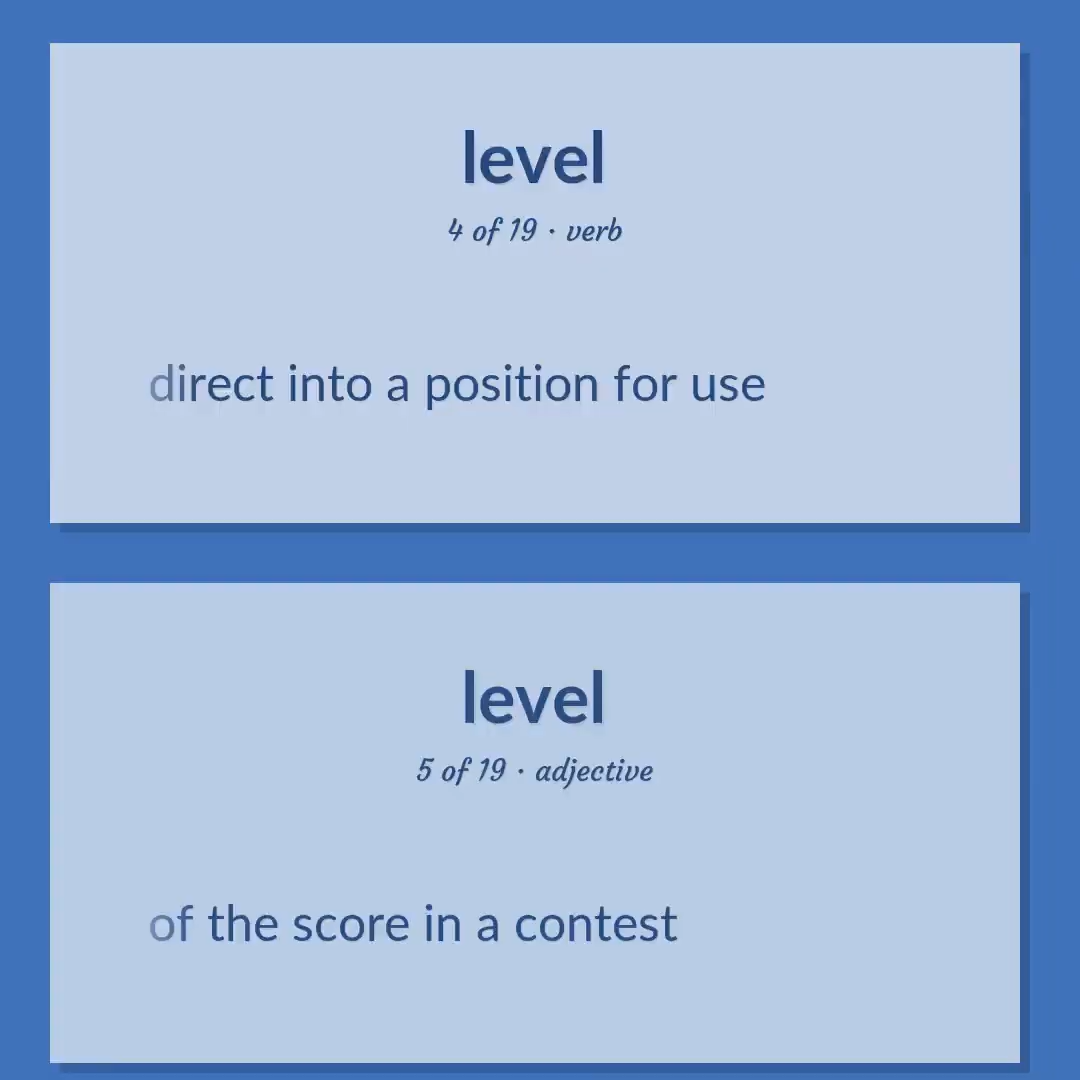 level
4 of 19 · verb
direct into a position for use
level
5 of 19 · adjective
of the score in a contest